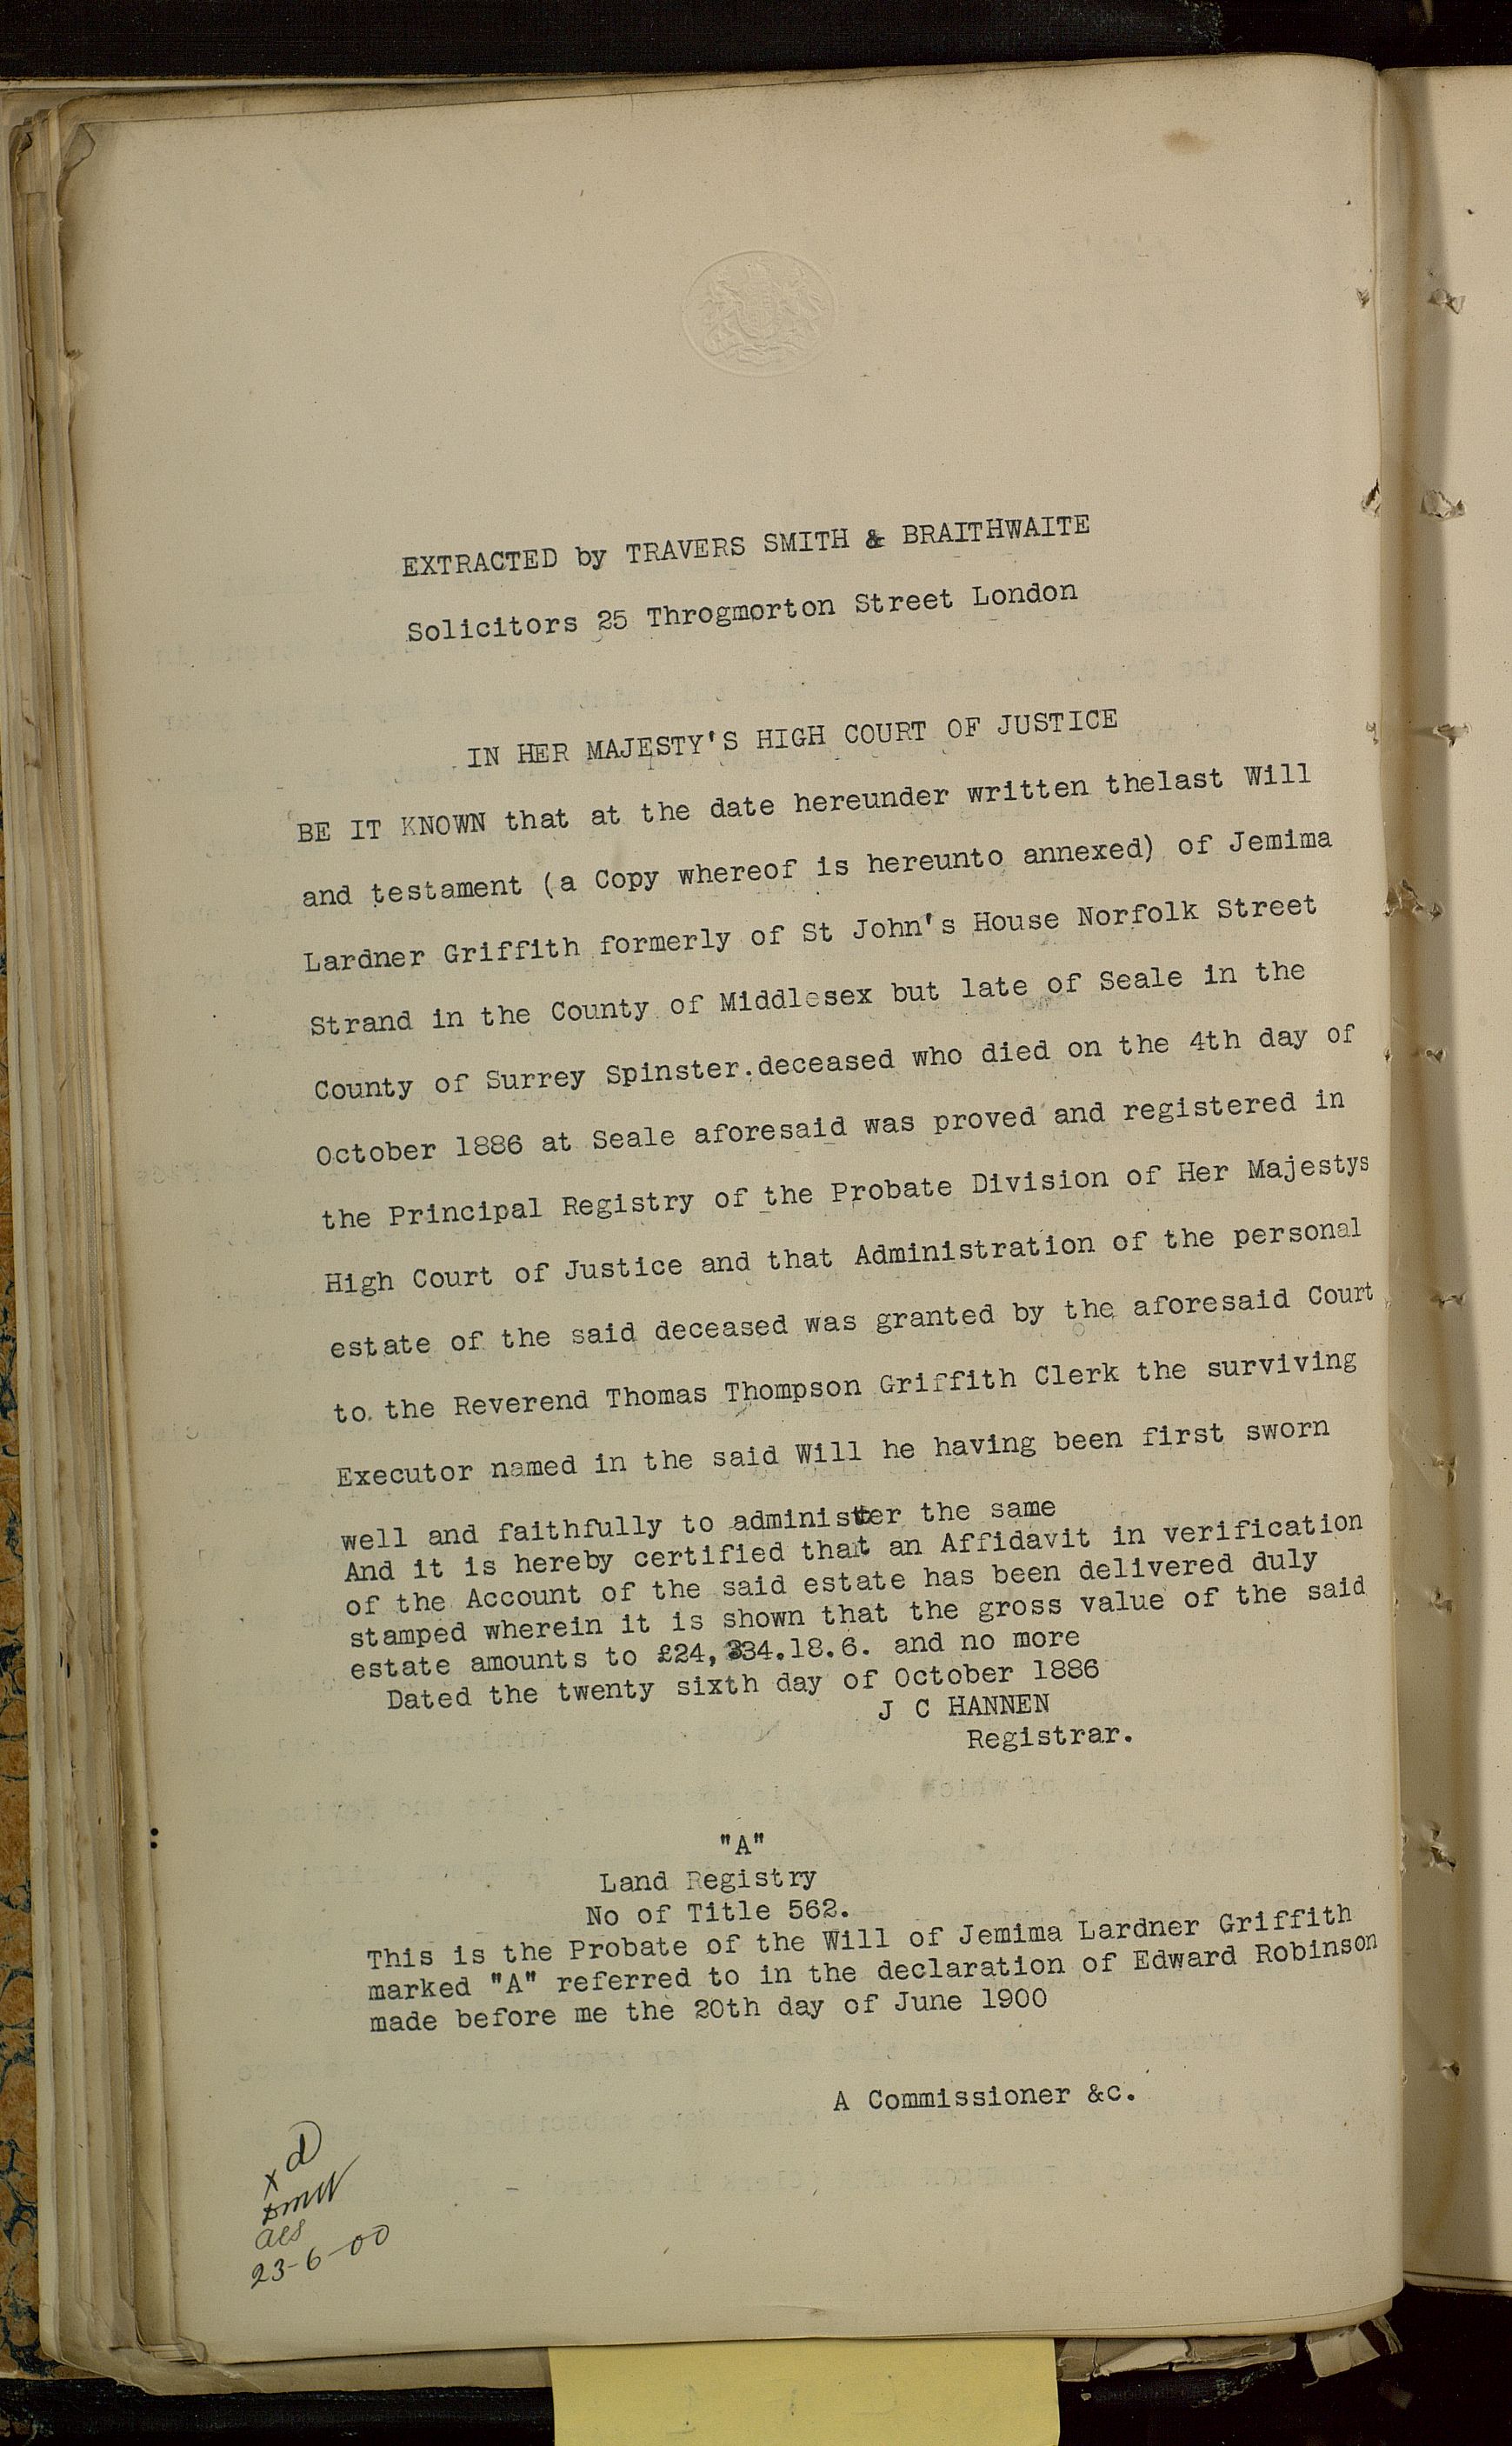 EXTRACTED by TRAVERS SMITH & BRAITHWAITE
Solicitors 25 Throgmorton Street London
IN HER MAJESTY'S HIGH COURT OF JUSTICE
BE IT KNOWN that at the date hereunder written thelast Will
and testament (a Copy whereof is hereunto annexed) of Jemima
Lardner Griffith formerly of St John's House Norfolk Street
Strand in the County of Middlesex but late of Seale in the
County of Surrey Spinster.deceased who died on the 4th day of
October 1886 at Seale aforesaid was proved and registered in
the Principal Registry of the Probate Division of Her Majestys
High Court of Justice and that Administration of the personal
estate of the said deceased was granted by the aforesaid Court
to the Reverend Thomas Thompson Griffith Clerk the surviving
Executor named in the said Will he having been first sworn
well and faithfully to administer the same
And it is hereby certified that an Affidavit in verification
of the Account of the said estate has been delivered duly
stamped wherein it is shown that the gross value of the said
estate amounts to £24,334.18.6. and no more
Dated the twenty sixth day of October 1886
J C HANNEN
Registrar.
"A"
Land Registry
No of Title 562.
This is the Probate of the Will of Jemima Lardner Griffith
marked "A" referred to in the declaration of Edward Robinson
made before me the 20th day of June 1900
A Commissioner &c.
23-6-00